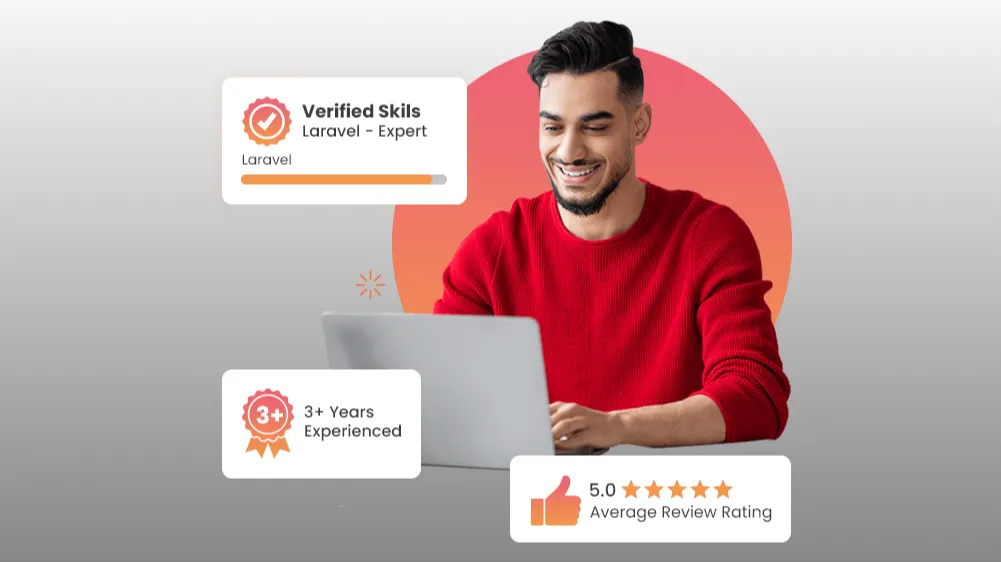 Verified Skils
Laravel - Expert
Laravel
3+
3+ Years
Experienced
5.0
Average Review Rating